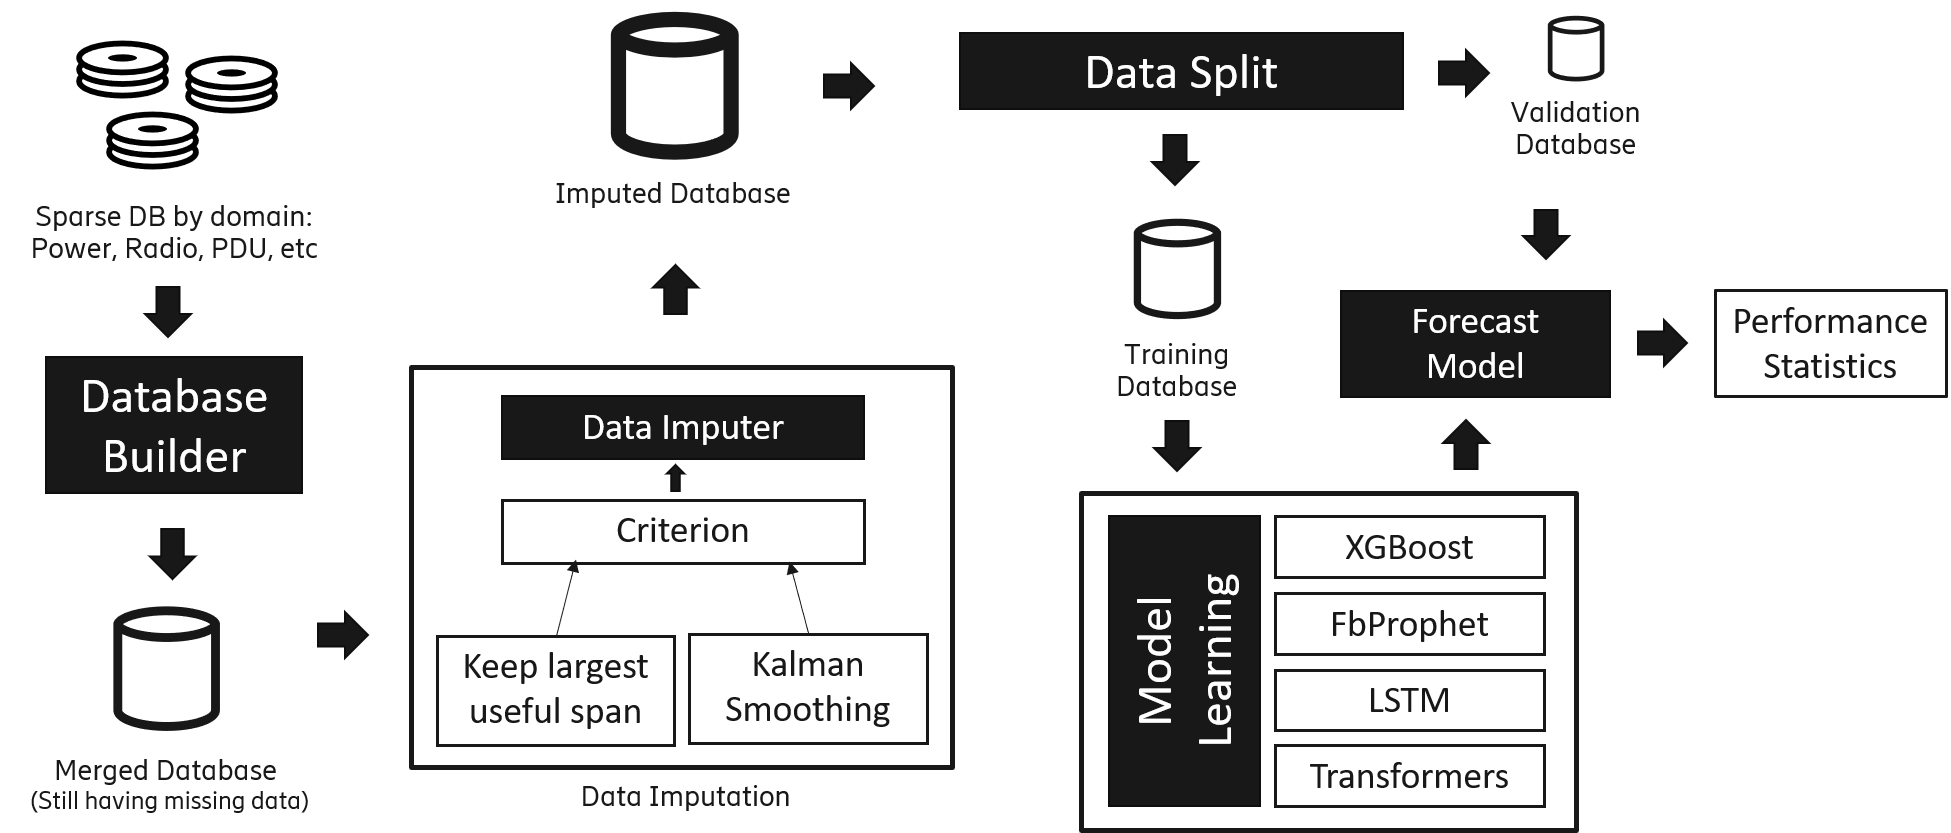 Sparse DB by domain:
Power, Radio, PDU, etc
Database
Builder
Merged Database
(Still having missing data)
Imputed Database
Data Imputer
Criterion
Keep largest
useful span
Kalman
Smoothing
Data Imputation
Data Split
Validation
Database
Training
Database
Forecast
Model
Performance
Statistics
Model
Learning
XGBoost
FbProphet
LSTM
Transformers